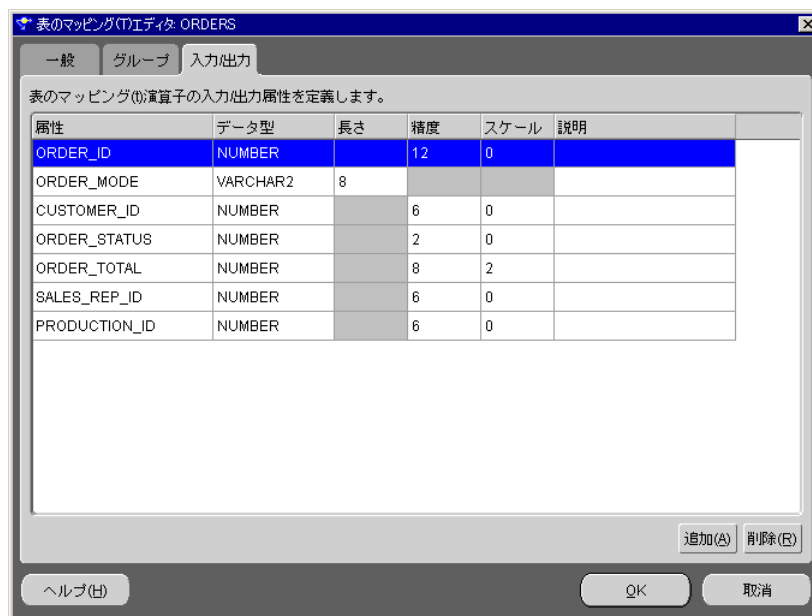 表のマッピング(T)エディタ: ORDERS
一般 グループ 入力/出力
表のマッピング(t)演算子の入力/出力属性を定義します。
属性 データ型 長さ 精度 スケール 説明
ORDER_ID NUMBER 12 0
ORDER_MODE VARCHAR2 8
CUSTOMER_ID NUMBER 6 0
ORDER_STATUS NUMBER 2 0
ORDER_TOTAL NUMBER 8 2
SALES_REP_ID NUMBER 6 0
PRODUCTION_ID NUMBER 6 0
追加(A) 削除(R)
ヘルプ(H) OK 取消